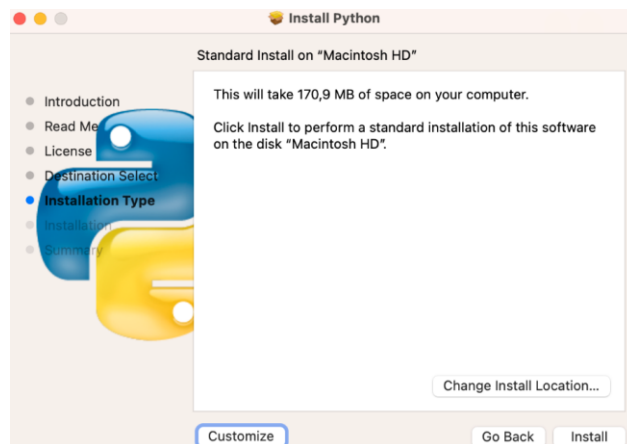 Install Python
Standard Install on “Macintosh HD”
Introduction
Read Me
License
Destination Select
Installation Type
Installation
Summary
This will take 170,9 MB of space on your computer.
Click Install to perform a standard installation of this software
on the disk “Macintosh HD”.
Change Install Location...
Customize
Go Back
Install